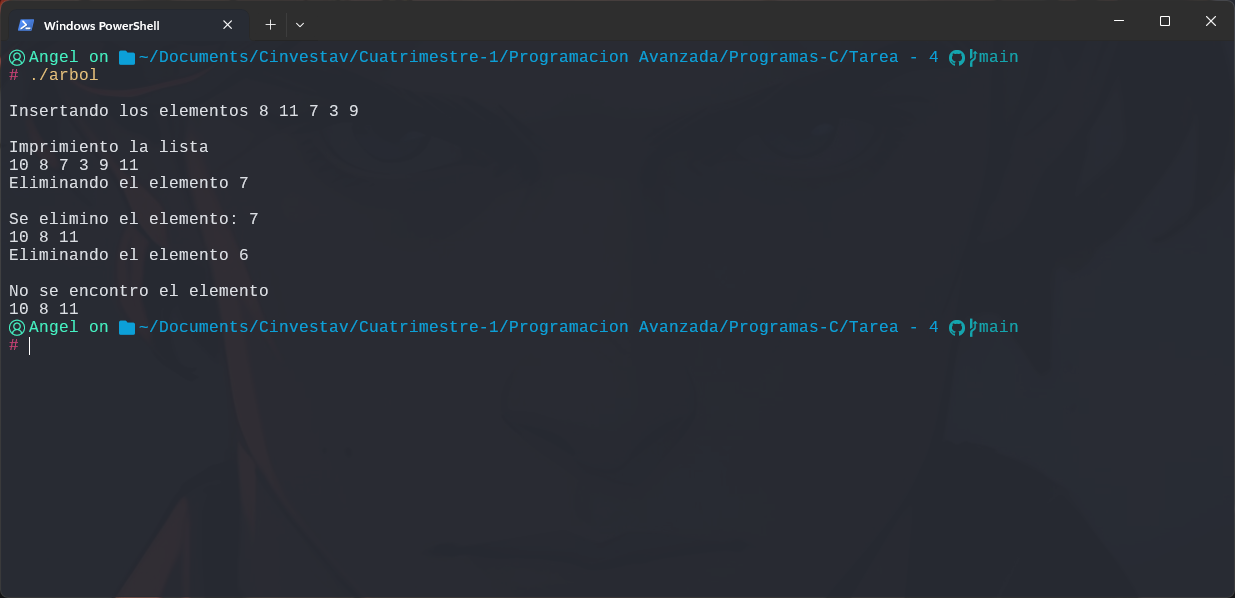 Windows PowerShell
Angel on ~/Documents/Cinvestav/Cuatrimestre-1/Programacion Avanzada/Programas-C/Tarea - 4 main
# ./arbol
Insertando los elementos 8 11 7 3 9
Imprimiento la lista
10 8 7 3 9 11
Eliminando el elemento 7
Se elimino el elemento: 7
10 8 11
Eliminando el elemento 6
No se encontro el elemento
10 8 11
Angel on ~/Documents/Cinvestav/Cuatrimestre-1/Programacion Avanzada/Programas-C/Tarea - 4 main
#